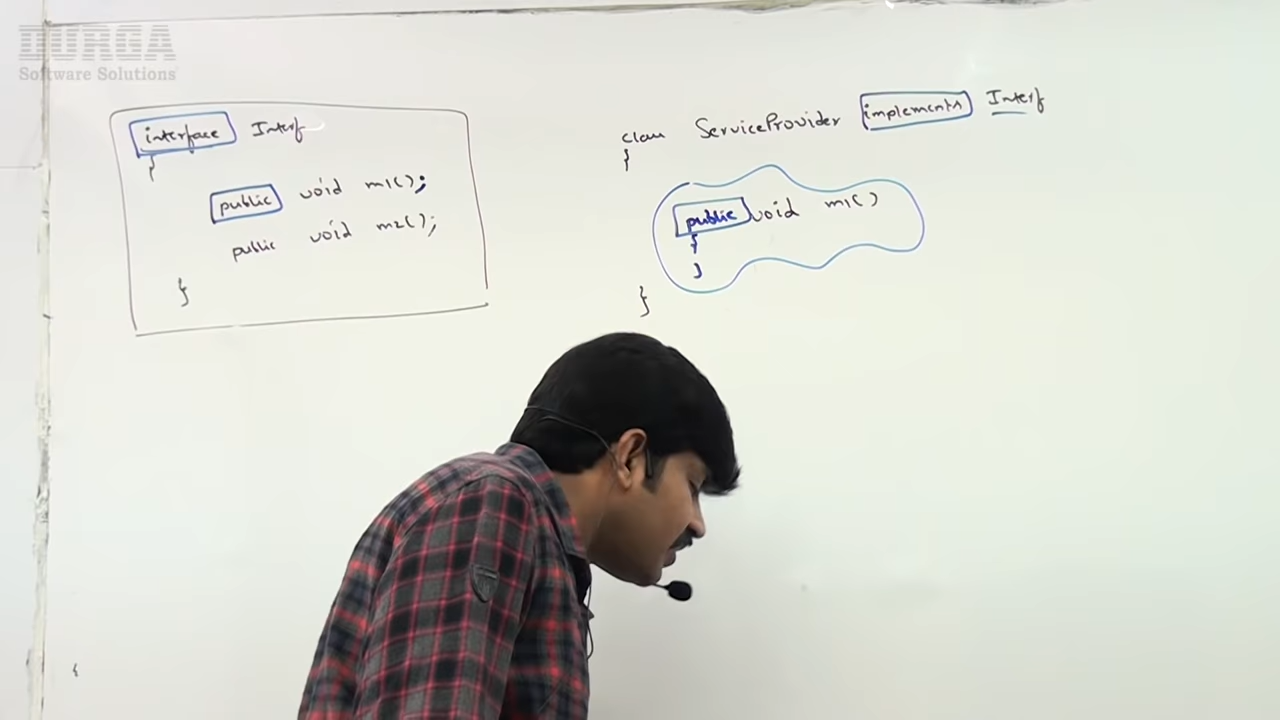 DURGA
Software Solutions
interface Interf
{
public void m1();
public void m2();
}
class ServiceProvider implements Interf
{
public void m1()
{
}
}